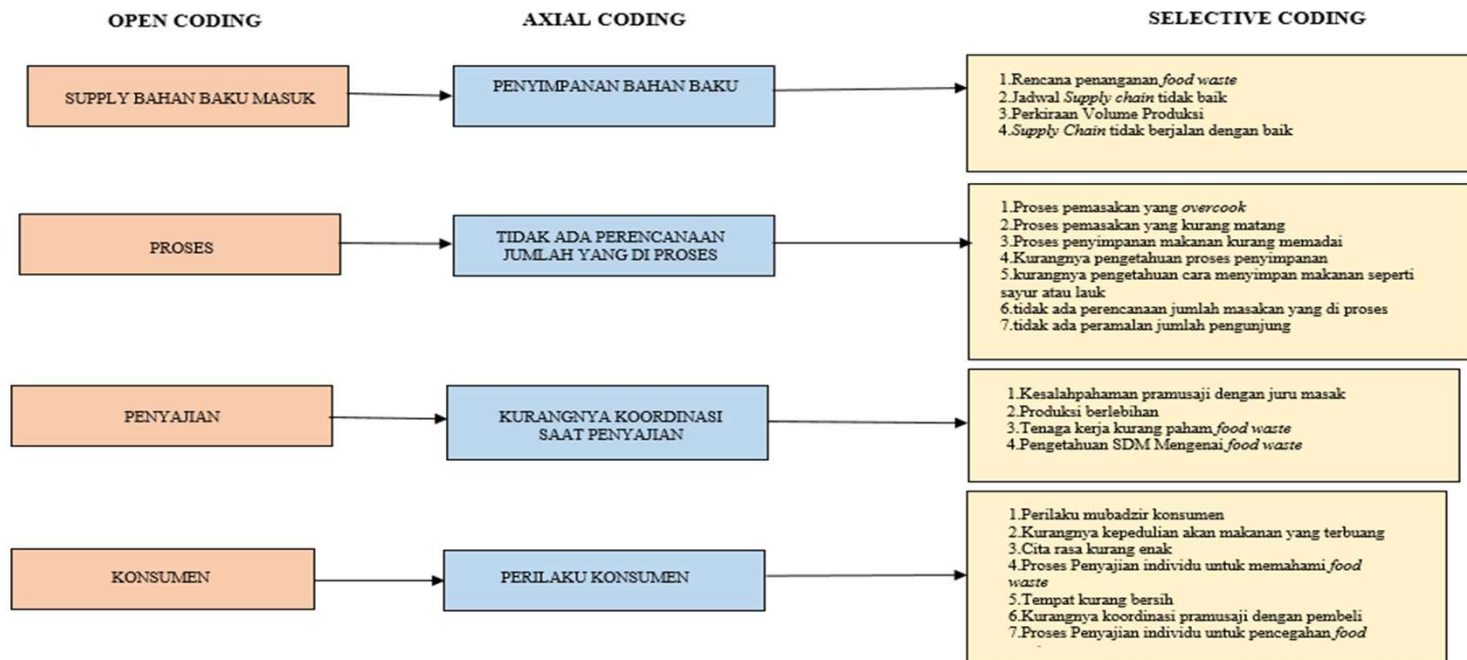 OPEN CODING
AXIAL CODING
SELECTIVE CODING
SUPPLY BAHAN BAKU MASUK
PENYIMPANAN BAHAN BAKU
1.Rencana penanganan food waste
2.Jadwal Supply chain tidak baik
3.Perkiraan Volume Produksi
4.Supply Chain tidak berjalan dengan baik
PROSES
TIDAK ADA PERENCANAAN
JUMLAH YANG DI PROSES
1.Proses pemasakan yang overcook
2.Proses pemasakan yang kurang matang
3.Proses penyimpanan makanan kurang memadai
4.Kurangnya pengetahuan proses penyimpanan
5.kurangnya pengetahuan cara menyimpan makanan seperti
sayur atau lauk
6.tidak ada perencanaan jumlah masakan yang di proses
7.tidak ada peramalan jumlah pengunjung
PENYAJIAN
KURANGNYA KOORDINASI
SAAT PENYAJIAN
1.Kesalahpahaman pramusaji dengan juru masak
2.Produksi berlebihan
3.Tenaga kerja kurang paham food waste
4.Pengetahuan SDM Mengenai food waste
KONSUMEN
PERILAKU KONSUMEN
1.Perilaku mubadzir konsumen
2.Kurangnya kepedulian akan makanan yang terbuang
3.Cita rasa kurang enak
4.Proses Penyajian individu untuk memahami food
waste
5.Tempat kurang bersih
6.Kurangnya koordinasi pramusaji dengan pembeli
7.Proses Penyajian individu untuk pencegahan food